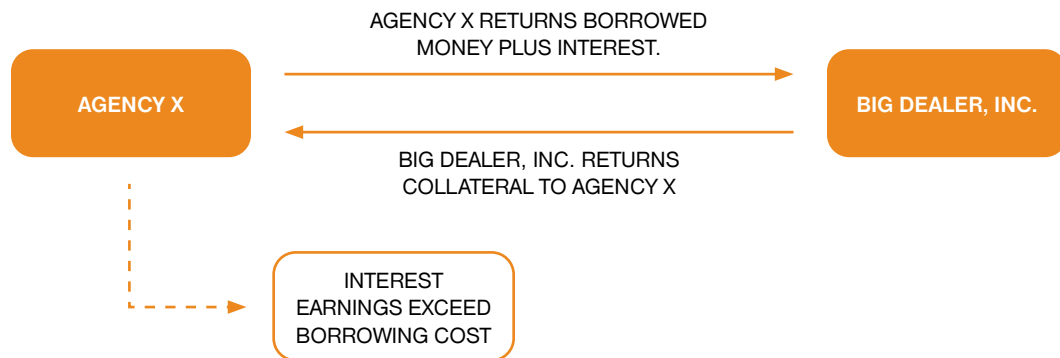 AGENCY X RETURNS BORROWED
MONEY PLUS INTEREST.
AGENCY X
BIG DEALER, INC.
BIG DEALER, INC. RETURNS
COLLATERAL TO AGENCY X
INTEREST
EARNINGS EXCEED
BORROWING COST